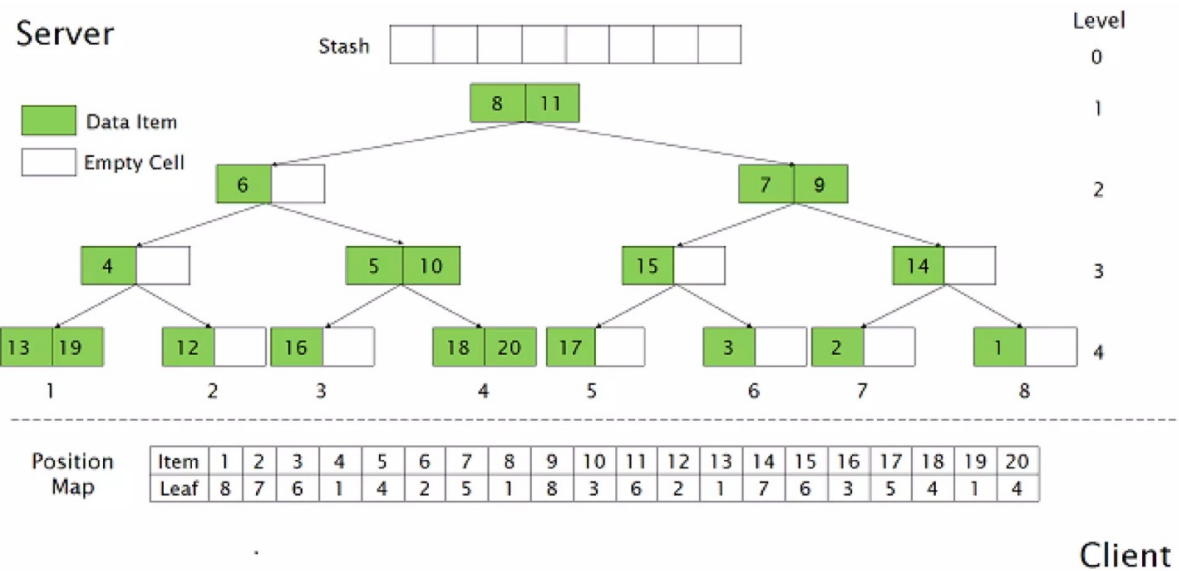 Server
Stash
Level
0
8 11
1
Data Item
Empty Cell
6
7 9
2
4
5 10
15
14
3
13 19
12
16
18 20
17
3
2
1
4
1 2 3 4 5 6 7 8
Position Map
Item 1 2 3 4 5 6 7 8 9 10 11 12 13 14 15 16 17 18 19 20
Leaf 8 7 6 1 4 2 5 1 8 3 6 2 1 7 6 3 5 4 1 4
Client